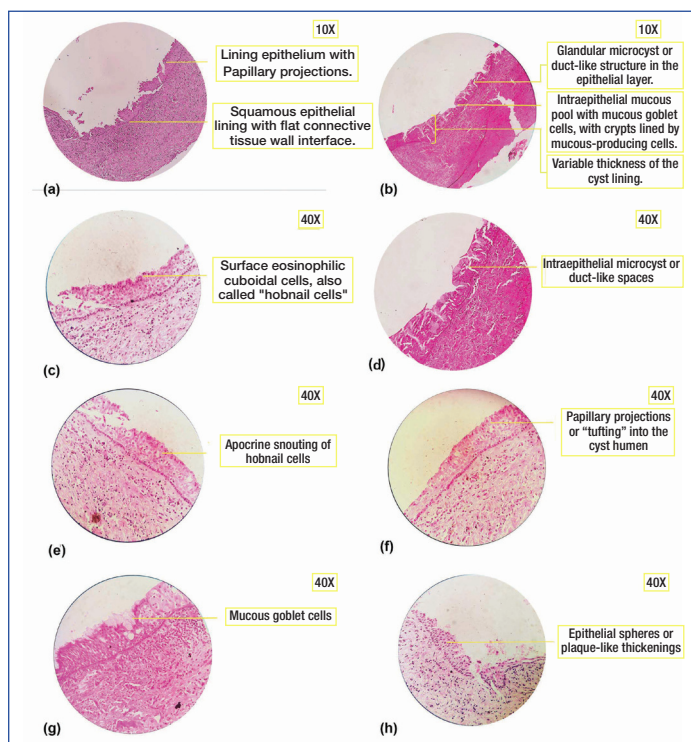 10X
Lining epithelium with
Papillary projections.
Squamous epithelial
lining with flat connective
tissue wall interface.
(a)
10X
Glandular microcyst or
duct-like structure in the
epithelial layer.
Intraepithelial mucous
pool with mucous goblet
cells, with crypts lined by
mucous-producing cells.
Variable thickness of the
cyst lining.
(b)
40X
Surface eosinophilic
cuboidal cells, also
called "hobnail cells"
(c)
40X
Intraepithelial microcyst or
duct-like spaces
(d)
40X
Apocrine snouting of
hobnail cells
(e)
40X
Papillary projections
or “tufting” into the
cyst humen
(f)
40X
Mucous goblet cells
(g)
40X
Epithelial spheres or
plaque-like thickenings
(h)